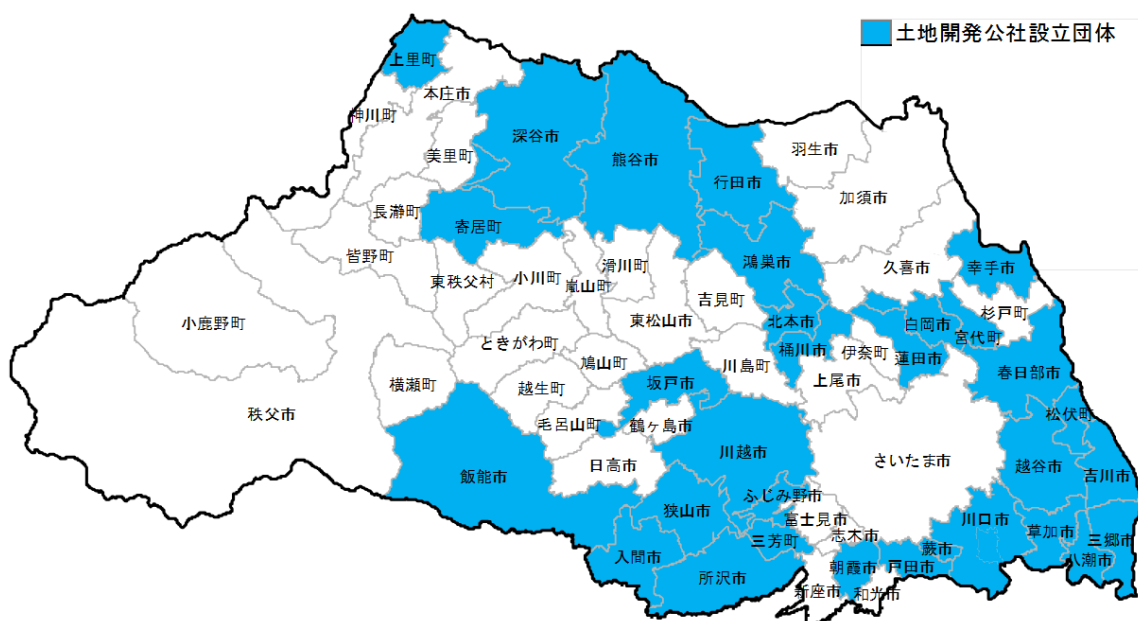 土地開発公社設立団体
上里町
本庄市
神川町
美里町
深谷市
熊谷市
行田市
羽生市
加須市
長瀞町
寄居町
皆野町
東秩父村
小川町
嵐山町
滑川町
吉見町
鴻巣市
久喜市
幸手市
小鹿野町
東松山市
北本市
白岡市
杉戸町
宮代町
ときがわ町
鳩山町
川島町
桶川市
伊奈町
蓮田市
春日部市
横瀬町
越生町
坂戸市
上尾市
秩父市
毛呂山町
鶴ヶ島市
松伏町
日高市
川越市
さいたま市
越谷市
吉川市
飯能市
狭山市
ふじみ野市
富士見市
川口市
三芳町
志木市
草加市
三郷市
入間市
所沢市
朝霞市
戸田市
蕨市
八潮市
新座市
和光市